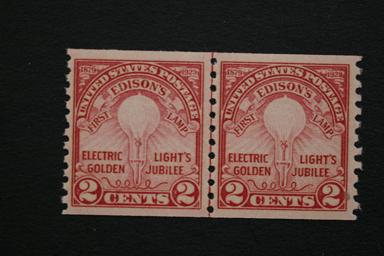 1879 1929
UNITED STATES POSTAGE
EDISON'S
FIRST LAMP
ELECTRIC LIGHT'S
GOLDEN JUBILEE
2 CENTS 2
1879 1929
UNITED STATES POSTAGE
EDISON'S
FIRST LAMP
ELECTRIC LIGHT'S
GOLDEN JUBILEE
2 CENTS 2